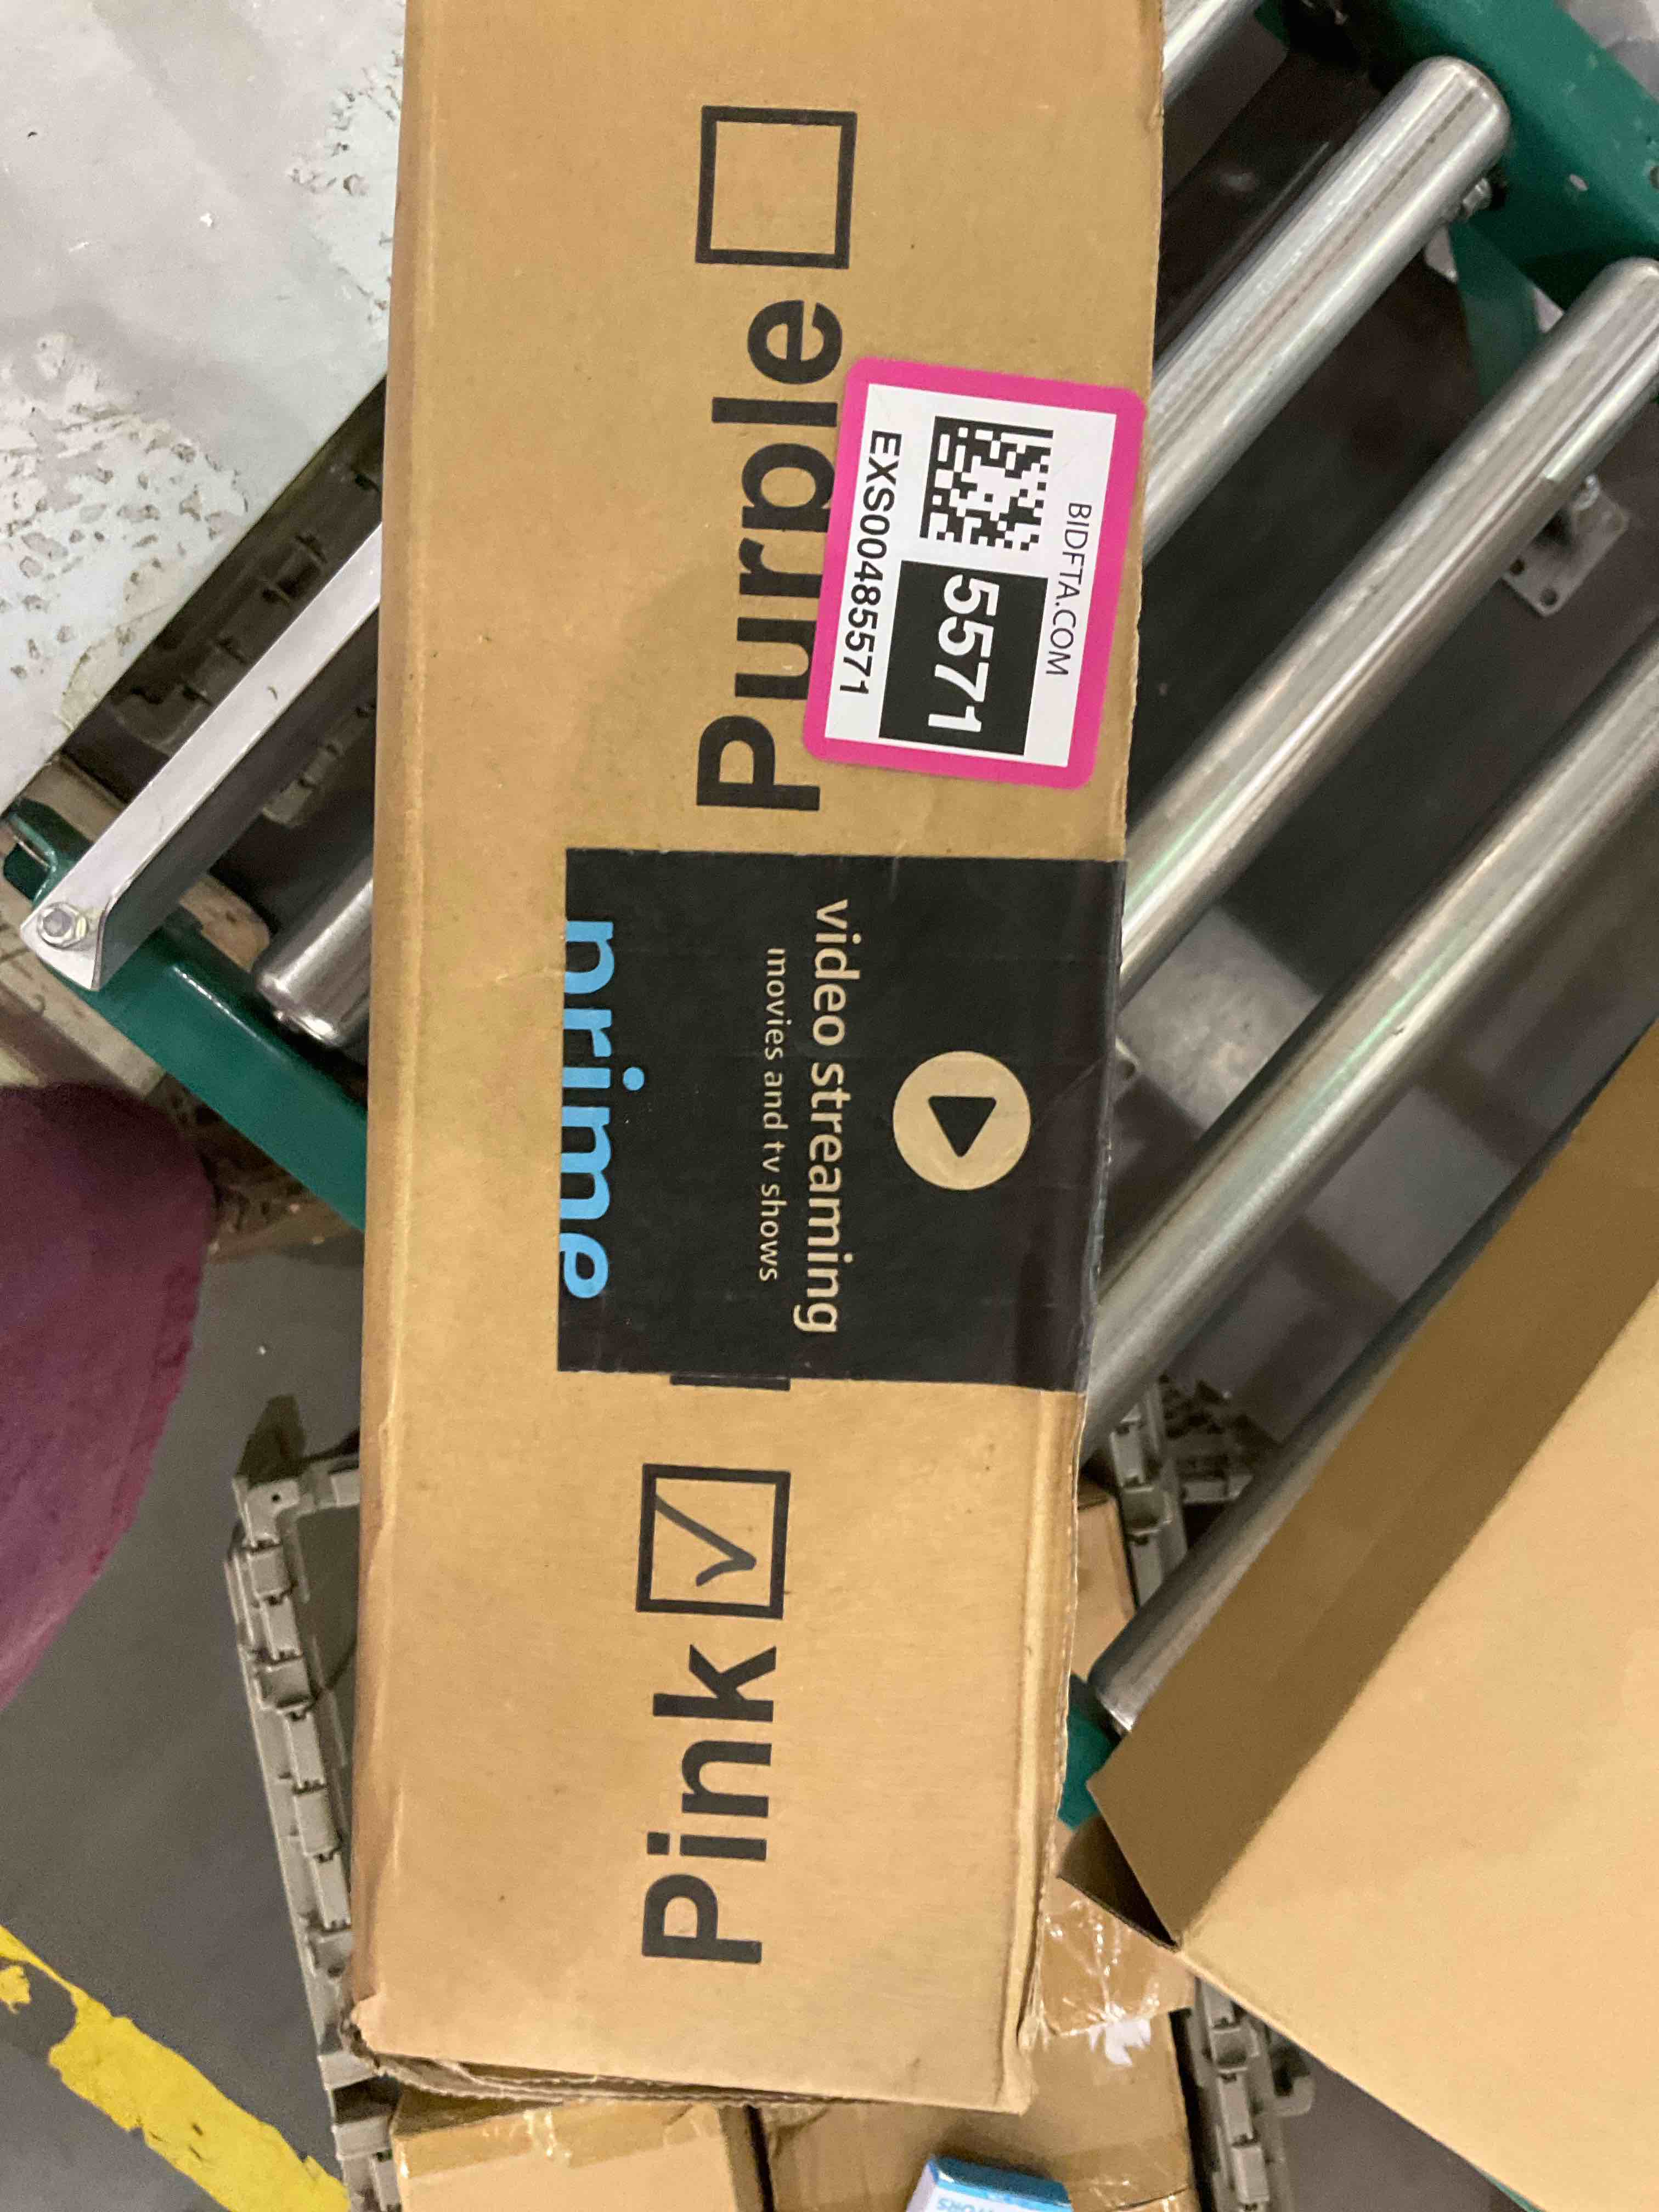 Pink
Purple
prime
video streaming
movies and tv shows
BIDFTA.COM
5571
EXS00485571